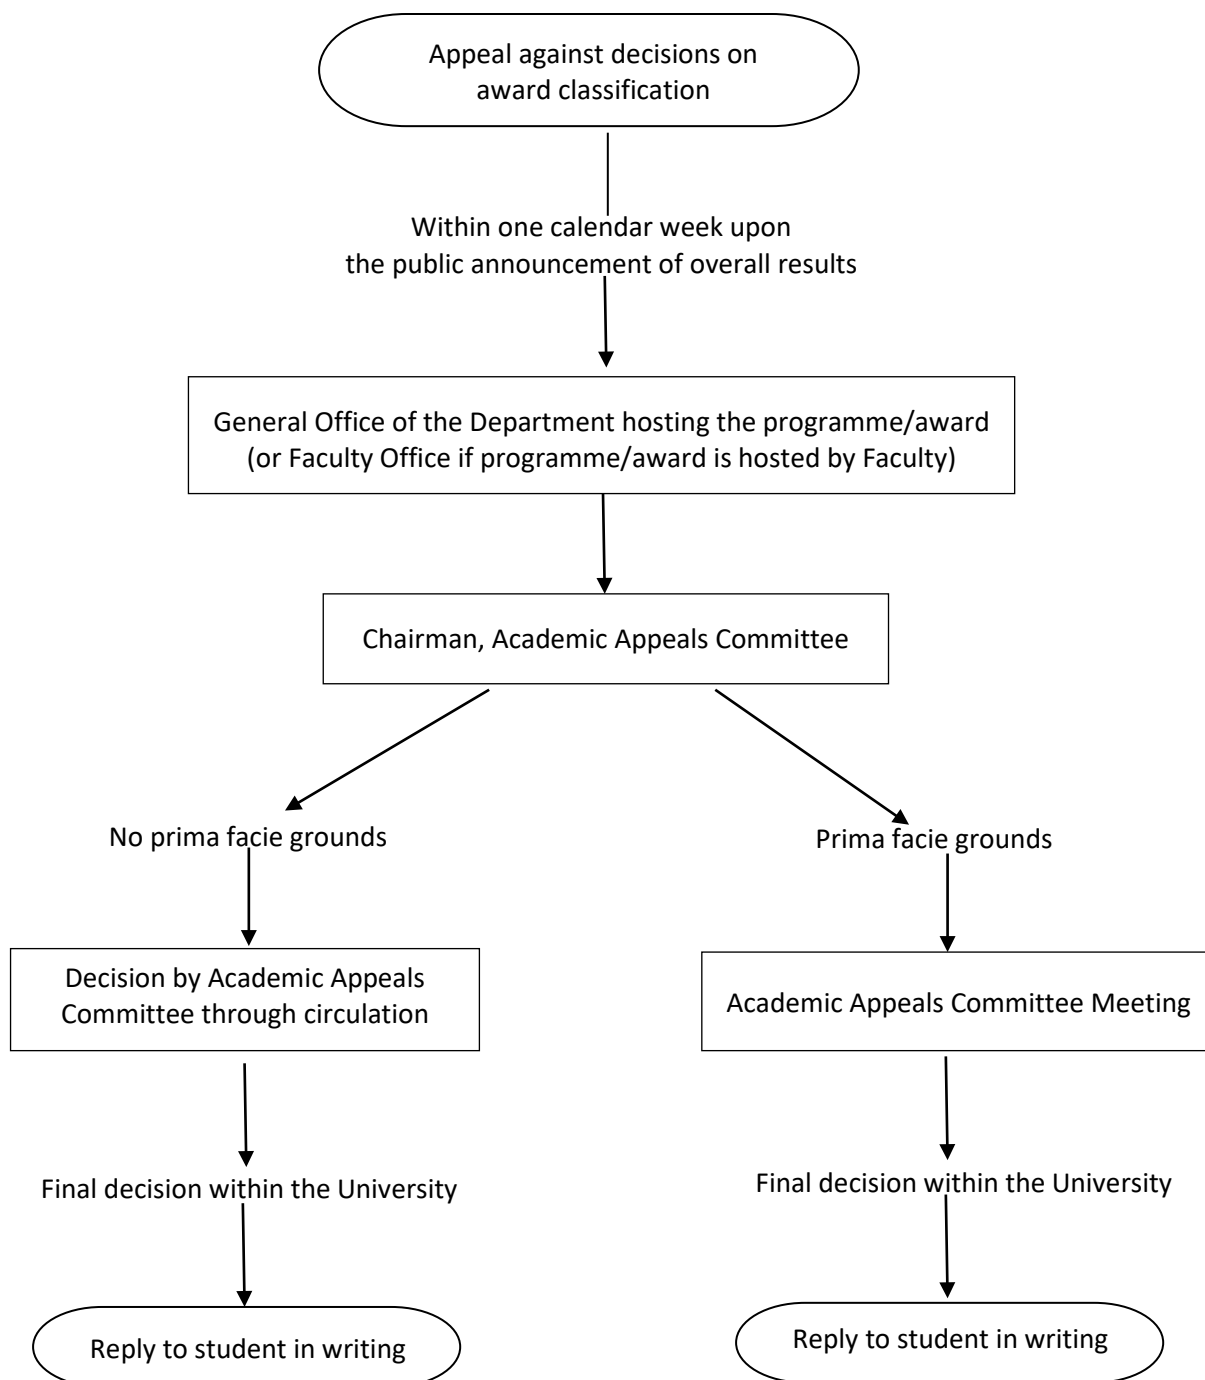 Appeal against decisions on
award classification
Within one calendar week upon
the public announcement of overall results
General Office of the Department hosting the programme/award
(or Faculty Office if programme/award is hosted by Faculty)
Chairman, Academic Appeals Committee
No prima facie grounds
Prima facie grounds
Decision by Academic Appeals
Committee through circulation
Academic Appeals Committee Meeting
Final decision within the University
Final decision within the University
Reply to student in writing
Reply to student in writing